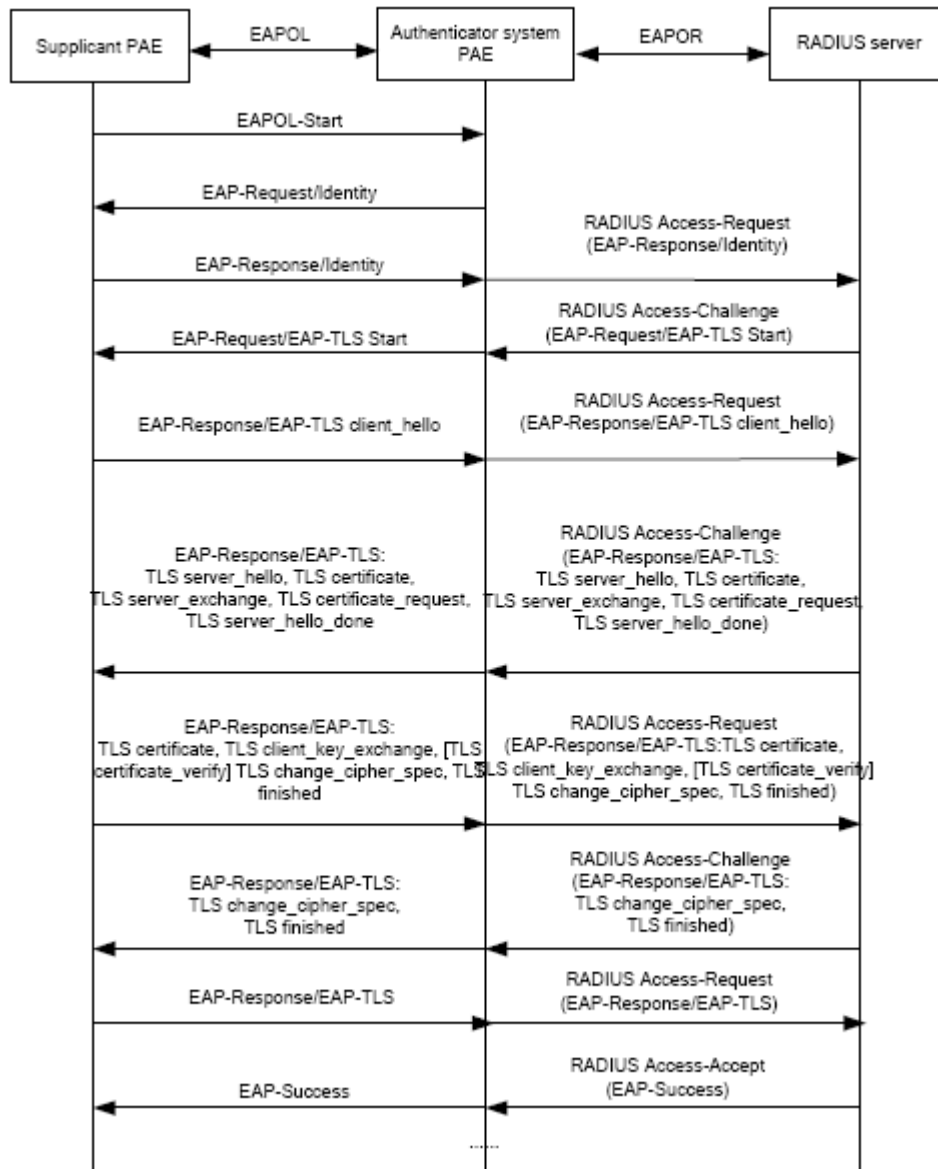 Supplicant PAE
EAPOL
Authenticator system
PAE
EAPOR
RADIUS server
EAPOL-Start
EAP-Request/Identity
RADIUS Access-Request
(EAP-Response/Identity)
EAP-Response/Identity
RADIUS Access-Challenge
(EAP-Request/EAP-TLS Start)
EAP-Request/EAP-TLS Start
RADIUS Access-Request
(EAP-Response/EAP-TLS client_hello)
EAP-Response/EAP-TLS client_hello
EAP-Response/EAP-TLS:
TLS server_hello, TLS certificate,
TLS server_exchange, TLS certificate_request,
TLS server_hello_done
RADIUS Access-Challenge
(EAP-Response/EAP-TLS:
TLS server_hello, TLS certificate,
TLS server_exchange, TLS certificate_request,
TLS server_hello_done)
EAP-Response/EAP-TLS:
TLS certificate, TLS client_key_exchange, [TLS
certificate_verify] TLS change_cipher_spec, TLS
finished
RADIUS Access-Request
(EAP-Response/EAP-TLS:TLS certificate,
TLS client_key_exchange, [TLS certificate_verify]
TLS change_cipher_spec, TLS finished)
EAP-Response/EAP-TLS:
TLS change_cipher_spec,
TLS finished
RADIUS Access-Challenge
(EAP-Response/EAP-TLS:
TLS change_cipher_spec,
TLS finished)
EAP-Response/EAP-TLS
RADIUS Access-Request
(EAP-Response/EAP-TLS)
EAP-Success
RADIUS Access-Accept
(EAP-Success)
......